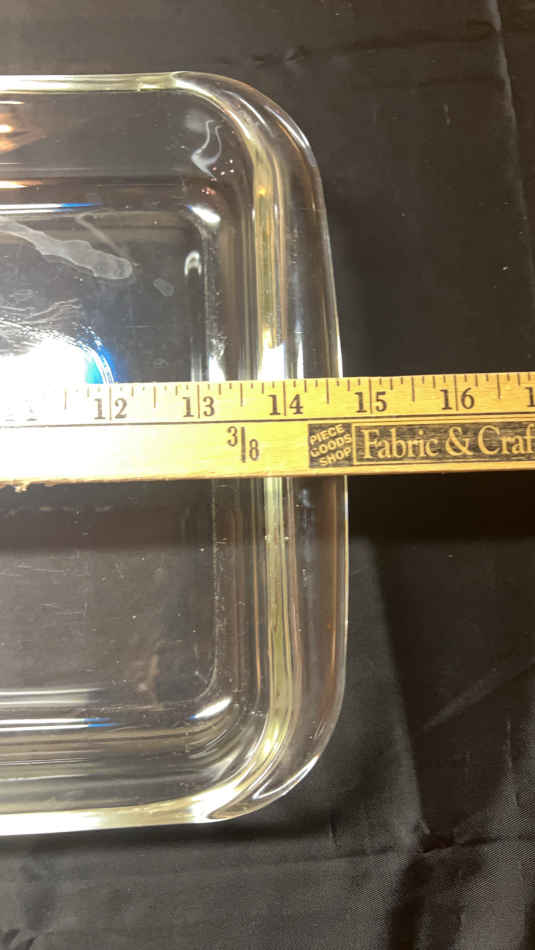 12 13 14 15 16
3/8 PIECE GOODS SHOP Fabric & Craf